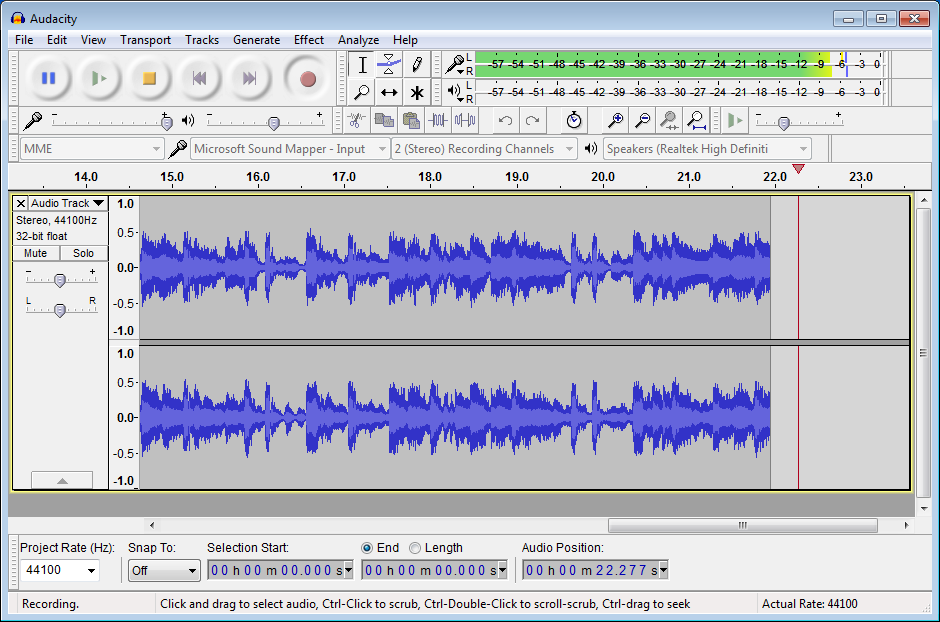 Audacity
File Edit View Transport Tracks Generate Effect Analyze Help
L
R
-57 -54 -51 -48 -45 -42 -39 -36 -33 -30 -27 -24 -21 -18 -15 -12 -9 -6 -3 0
L
R
-57 -54 -51 -48 -45 -42 -39 -36 -33 -30 -27 -24 -21 -18 -15 -12 -9 -6 -3 0
- + - + - +
MME Microsoft Sound Mapper - Input 2 (Stereo) Recording Channels Speakers (Realtek High Definiti
14.0 15.0 16.0 17.0 18.0 19.0 20.0 21.0 22.0 23.0
Audio Track
Stereo, 44100Hz
32-bit float
Mute Solo
- +
L R
1.0
0.5-
0.0-
-0.5-
-1.0
1.0
0.5-
0.0-
-0.5-
-1.0
Project Rate (Hz): Snap To: Selection Start: End Length Audio Position:
44100 Off 00 h 00 m 00.000 s 00 h 00 m 00.000 s 00 h 00 m 22.277 s
Recording. Click and drag to select audio, Ctrl-Click to scrub, Ctrl-Double-Click to scroll-scrub, Ctrl-drag to seek Actual Rate: 44100